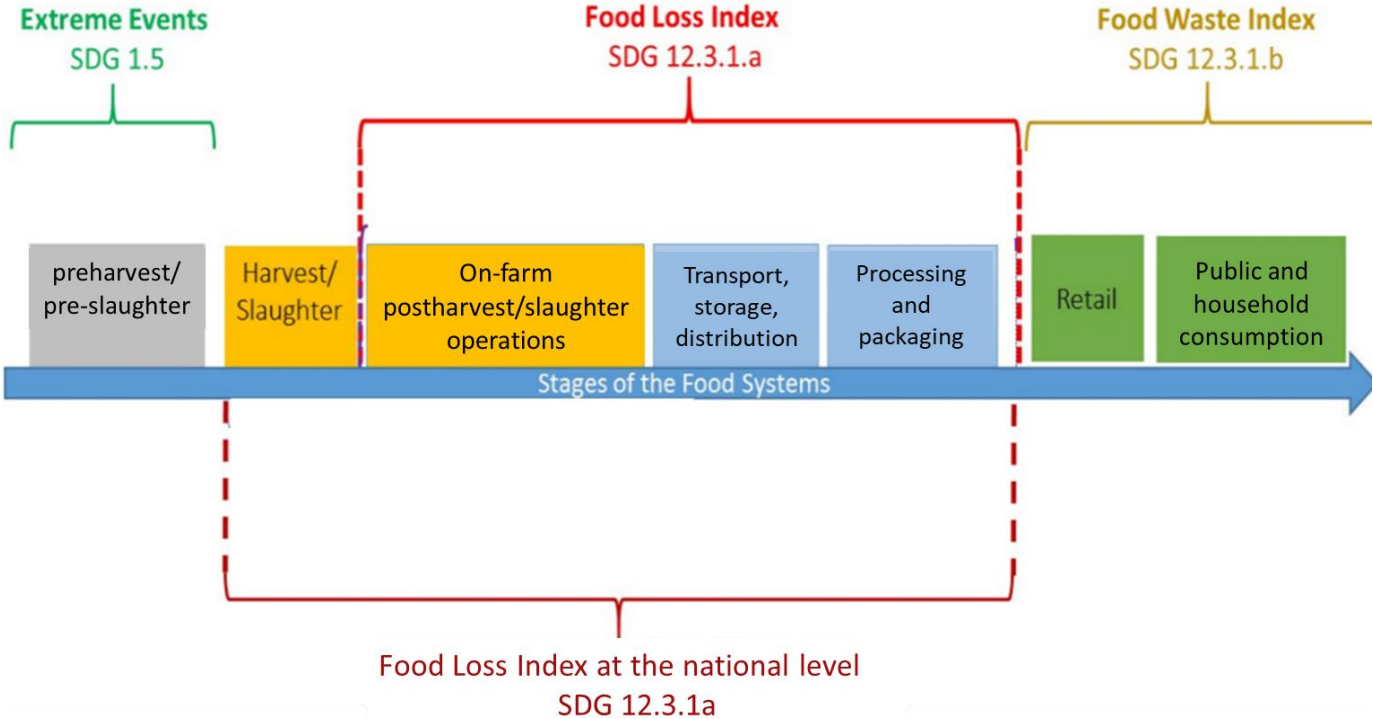 Extreme Events
SDG 1.5
Food Loss Index
SDG 12.3.1.a
Food Waste Index
SDG 12.3.1.b
preharvest/
pre-slaughter
Harvest/
Slaughter
On-farm
postharvest/slaughter
operations
Transport,
storage,
distribution
Processing
and
packaging
Retail
Public and
household
consumption
Stages of the Food Systems
Food Loss Index at the national level
SDG 12.3.1a